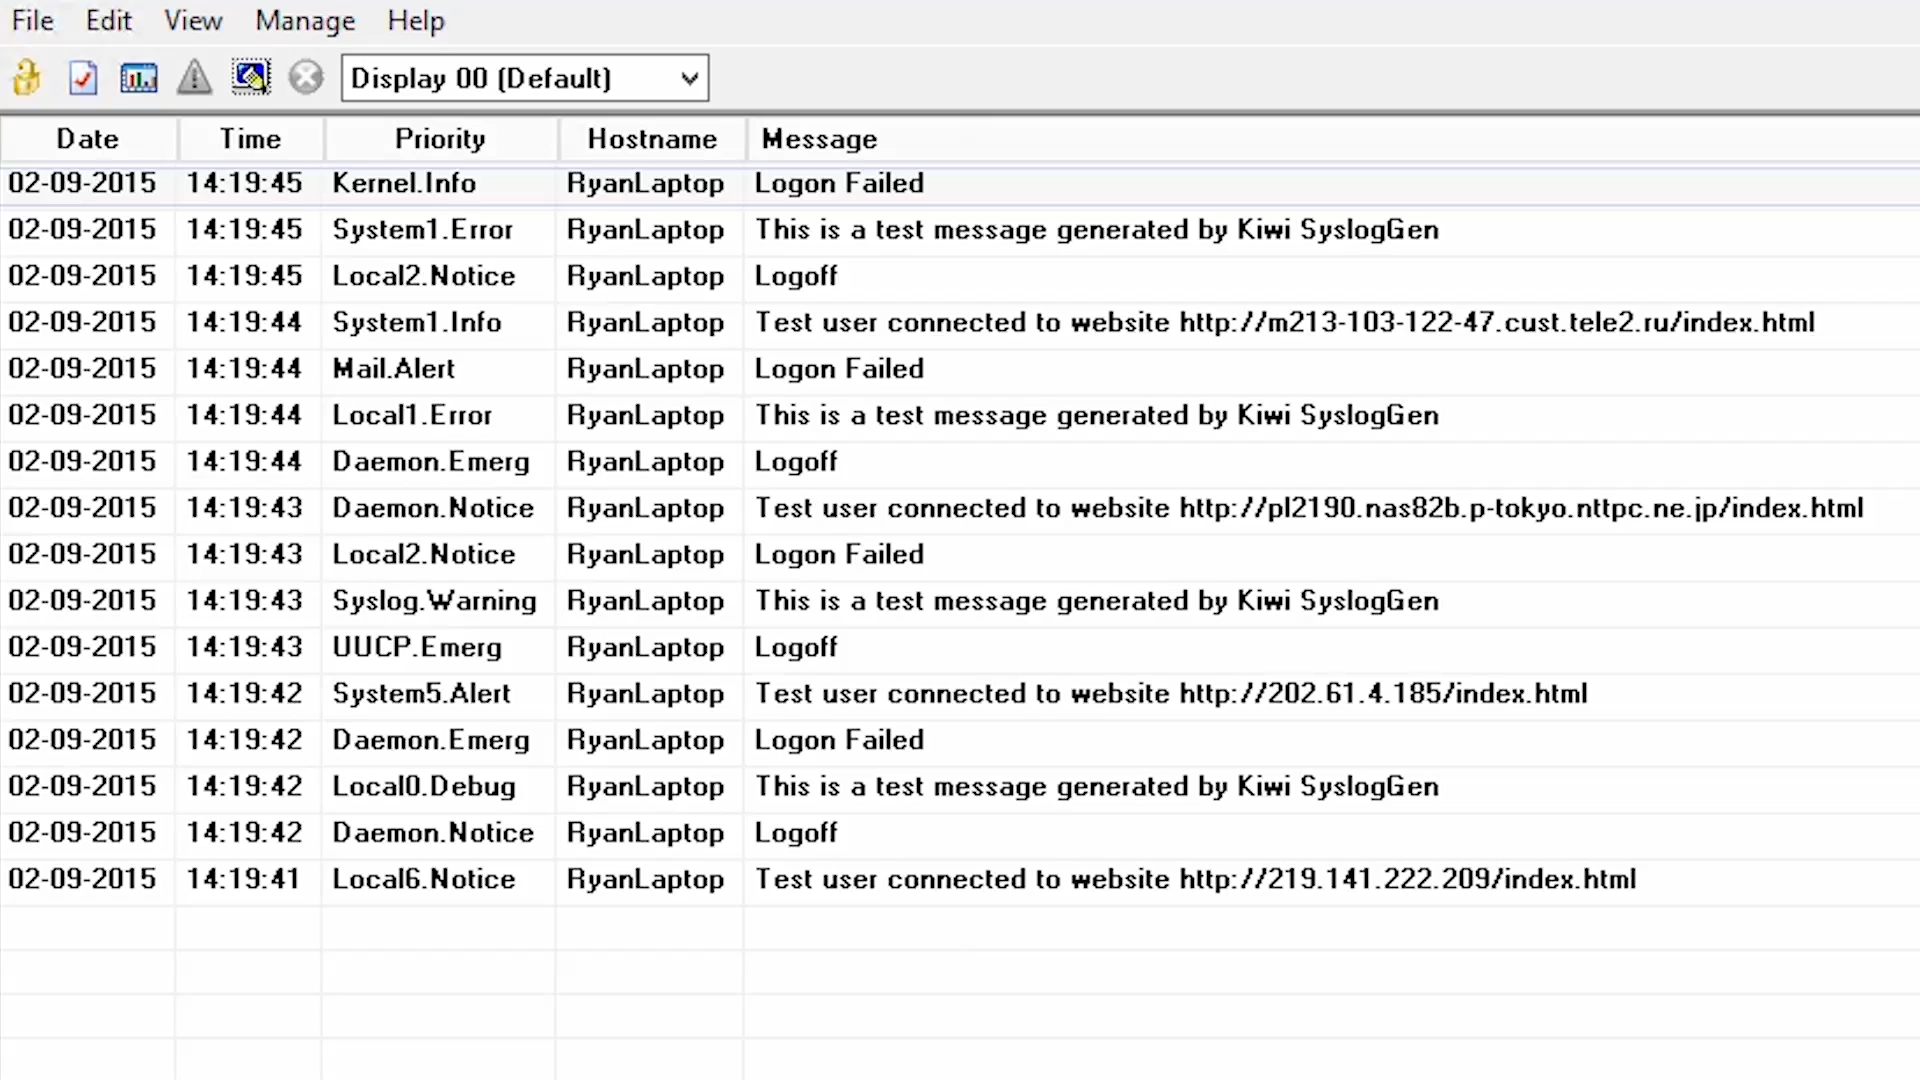 File Edit View Manage Help
Display 00 (Default)
Date Time Priority Hostname Message
02-09-2015 14:19:45 Kernel.Info RyanLaptop Logon Failed
02-09-2015 14:19:45 System1.Error RyanLaptop This is a test message generated by Kiwi SyslogGen
02-09-2015 14:19:45 Local2.Notice RyanLaptop Logoff
02-09-2015 14:19:44 System1.Info RyanLaptop Test user connected to website http://m213-103-122-47.cust.tele2.ru/index.html
02-09-2015 14:19:44 Mail.Alert RyanLaptop Logon Failed
02-09-2015 14:19:44 Local1.Error RyanLaptop This is a test message generated by Kiwi SyslogGen
02-09-2015 14:19:44 Daemon.Emerg RyanLaptop Logoff
02-09-2015 14:19:43 Daemon.Notice RyanLaptop Test user connected to website http://pl2190.nas82b.p-tokyo.nttpc.ne.jp/index.html
02-09-2015 14:19:43 Local2.Notice RyanLaptop Logon Failed
02-09-2015 14:19:43 Syslog.Warning RyanLaptop This is a test message generated by Kiwi SyslogGen
02-09-2015 14:19:43 UUCP.Emerg RyanLaptop Logoff
02-09-2015 14:19:42 System5.Alert RyanLaptop Test user connected to website http://202.61.4.185/index.html
02-09-2015 14:19:42 Daemon.Emerg RyanLaptop Logon Failed
02-09-2015 14:19:42 Local0.Debug RyanLaptop This is a test message generated by Kiwi SyslogGen
02-09-2015 14:19:42 Daemon.Notice RyanLaptop Logoff
02-09-2015 14:19:41 Local6.Notice RyanLaptop Test user connected to website http://219.141.222.209/index.html